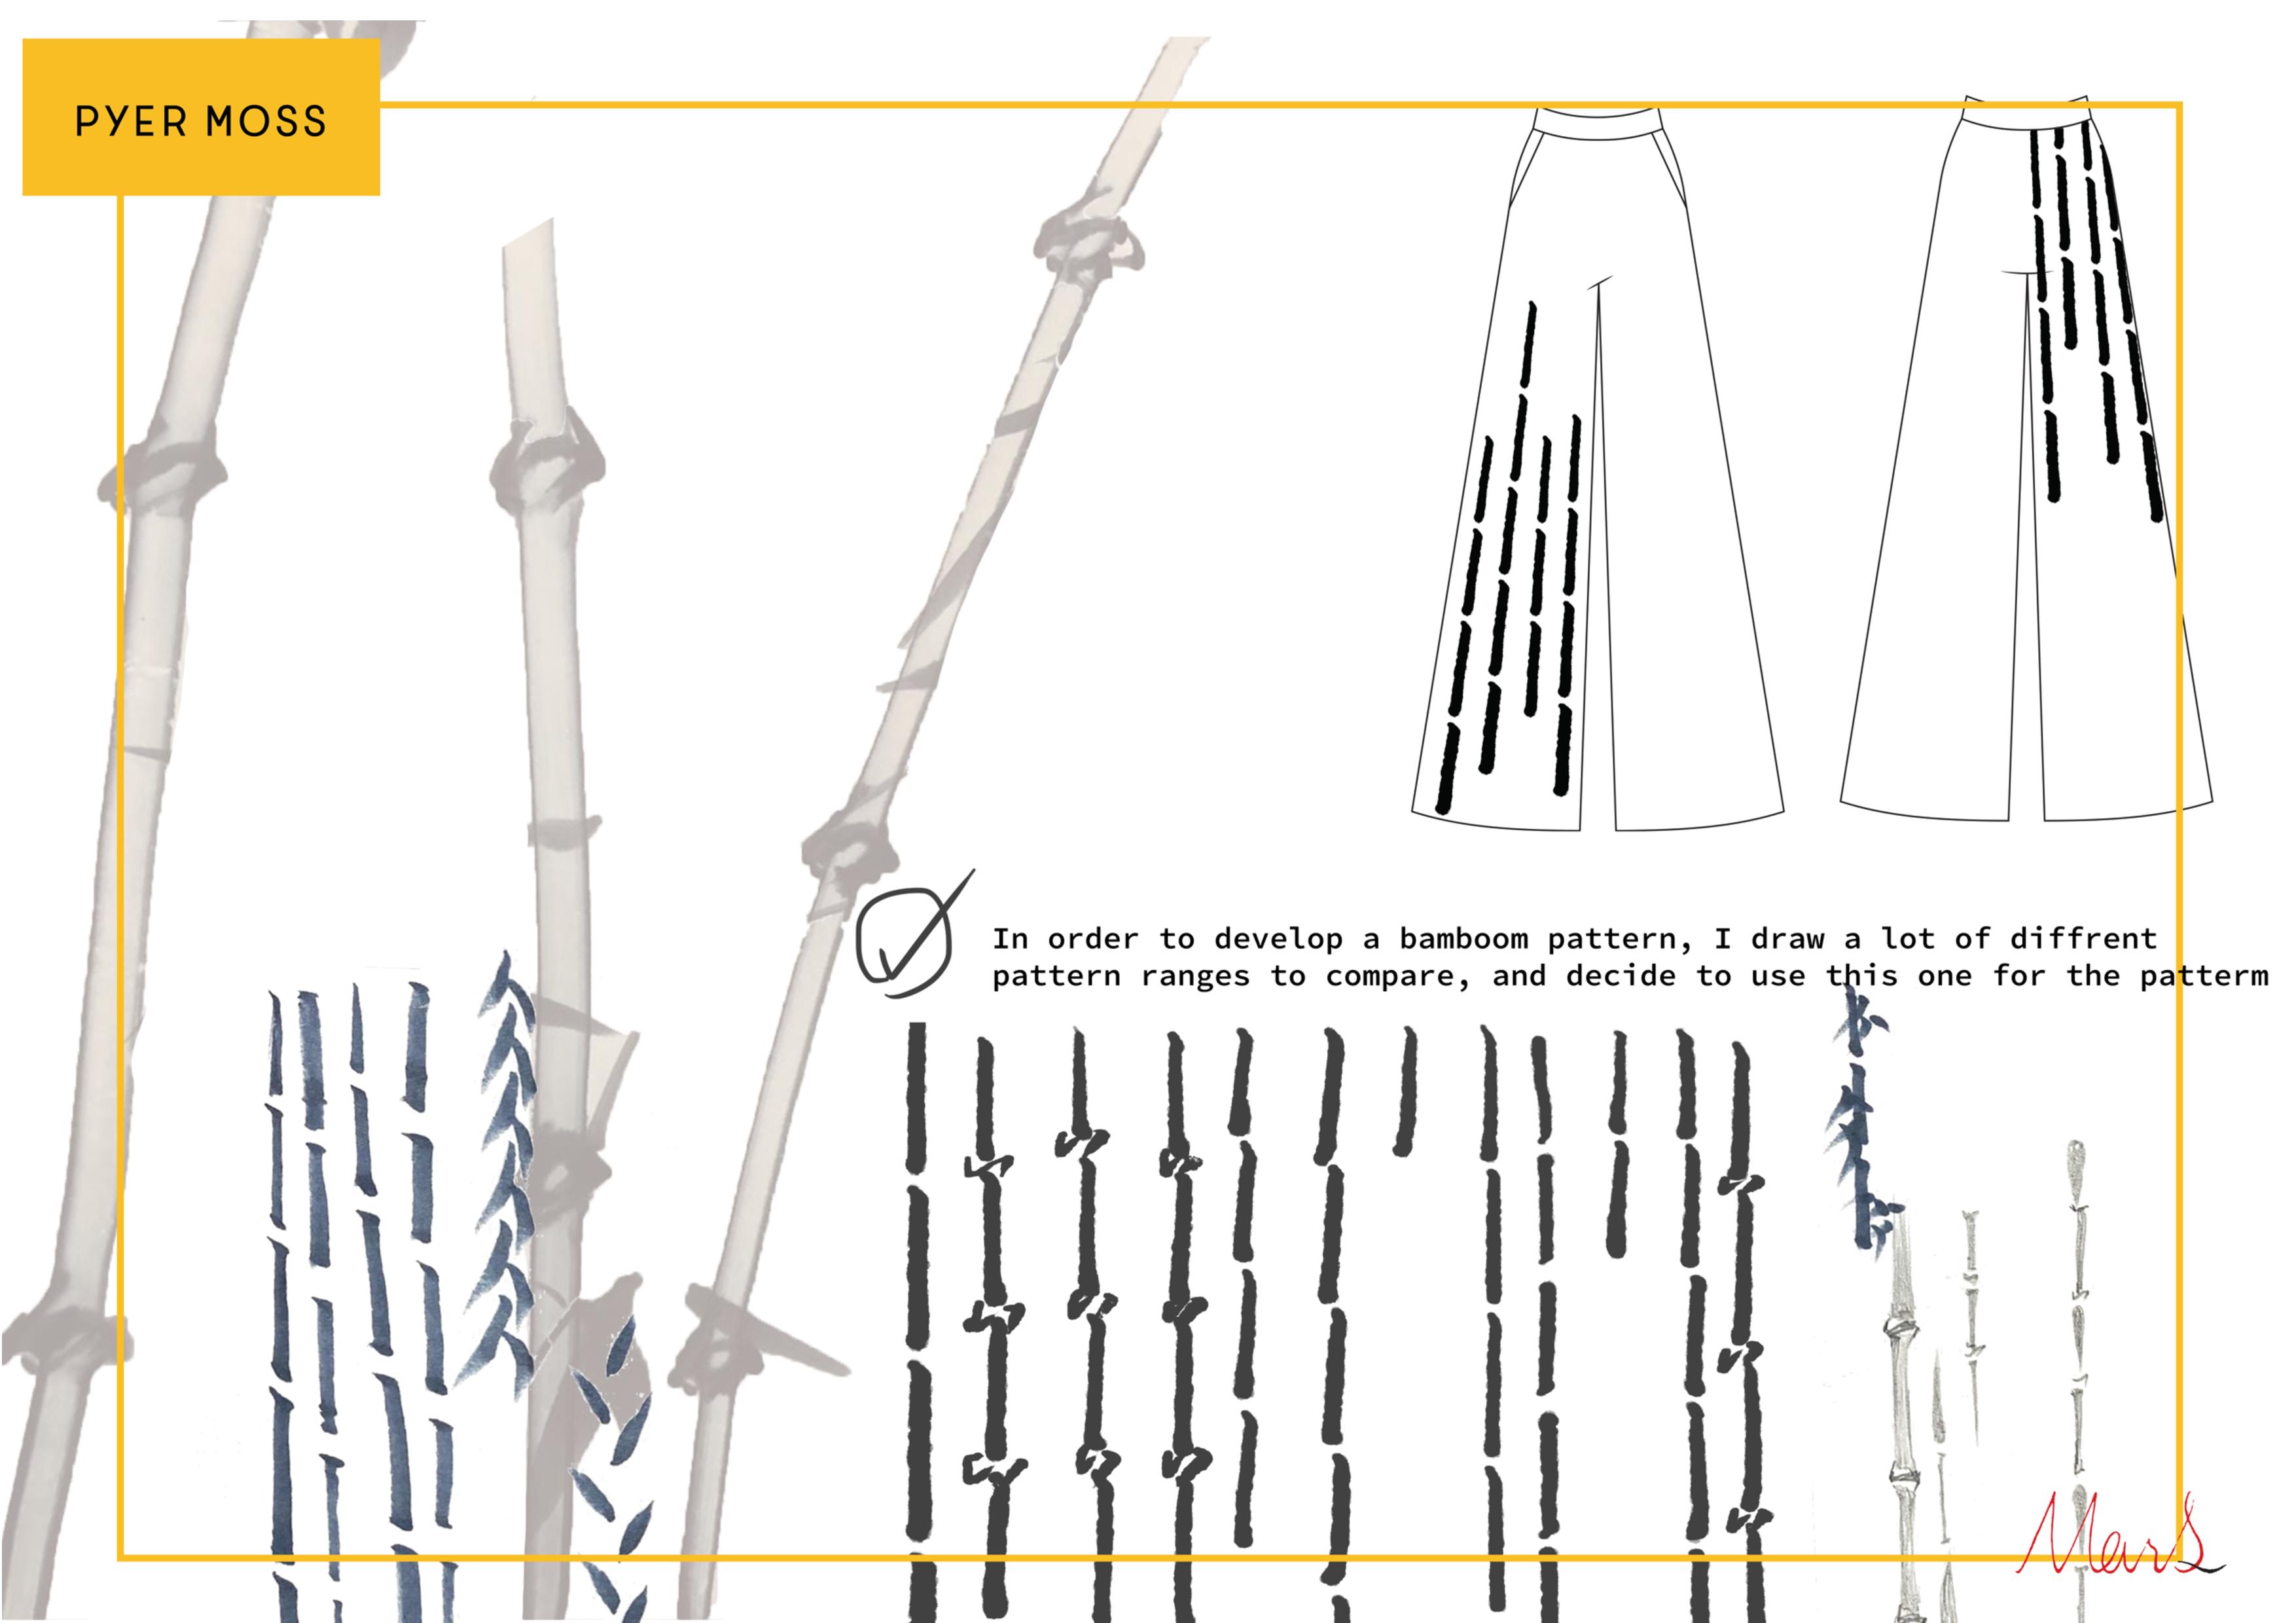 PYER MOSS
In order to develop a bamboom pattern, I draw a lot of diffrent
pattern ranges to compare, and decide to use this one for the patterm
Mars